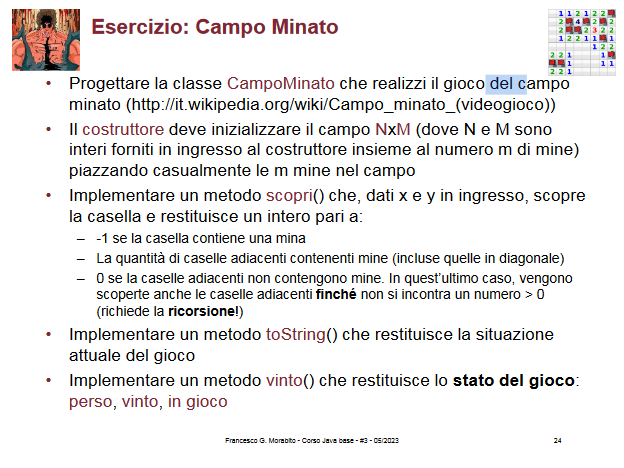 Esercizio: Campo Minato
• Progettare la classe CampoMinato che realizzi il gioco del campo
minato (http://it.wikipedia.org/wiki/Campo_minato_(videogioco))
• Il costruttore deve inizializzare il campo NxM (dove N e M sono
interi forniti in ingresso al costruttore insieme al numero m di mine)
piazzando casualmente le m mine nel campo
• Implementare un metodo scopri() che, dati x e y in ingresso, scopre
la casella e restituisce un intero pari a:
– -1 se la casella contiene una mina
– La quantità di caselle adiacenti contenenti mine (incluse quelle in diagonale)
– 0 se la caselle adiacenti non contengono mine. In quest'ultimo caso, vengono
scoperte anche le caselle adiacenti finché non si incontra un numero > 0
(richiede la ricorsione!)
• Implementare un metodo toString() che restituisce la situazione
attuale del gioco
• Implementare un metodo vinto() che restituisce lo stato del gioco:
perso, vinto, in gioco
Francesco G. Morabito - Corso Java base - #3 - 05/2023
24